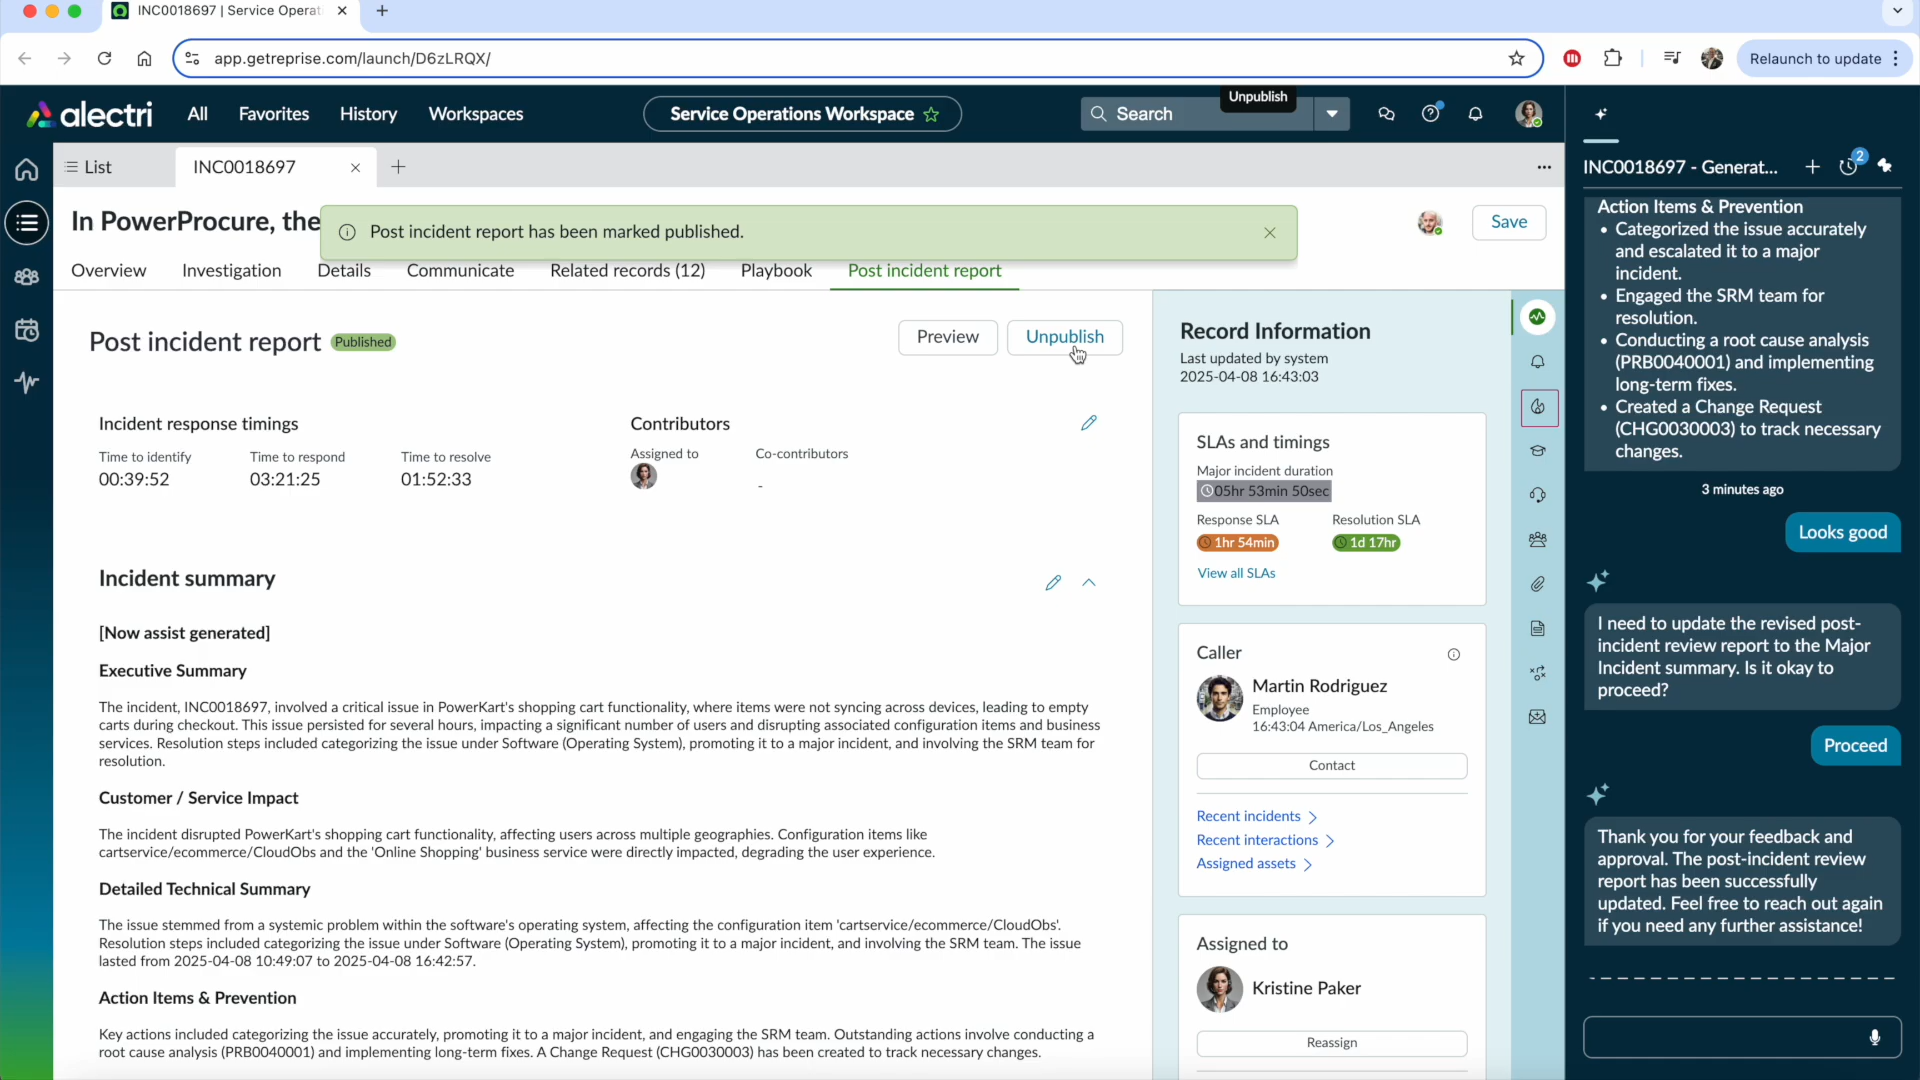 INC0018697 | Service Operat
app.getreprise.com/launch/D6zLRQX/
Relaunch to update
alectri
All
Favorites
History
Workspaces
Service Operations Workspace
Search
Unpublish
List
INC0018697
In PowerProcure, the
Post incident report has been marked published.
Save
Overview
Investigation
Details
Communicate
Related records (12)
Playbook
Post incident report
Post incident report
Published
Preview
Unpublish
Incident response timings
Time to identify
00:39:52
Time to respond
03:21:25
Time to resolve
01:52:33
Contributors
Assigned to
Co-contributors
-
Incident summary
[Now assist generated]
Executive Summary
The incident, INC0018697, involved a critical issue in PowerKart's shopping cart functionality, where items were not syncing across devices, leading to empty
carts during checkout. This issue persisted for several hours, impacting a significant number of users and disrupting associated configuration items and business
services. Resolution steps included categorizing the issue under Software (Operating System), promoting it to a major incident, and involving the SRM team for
resolution.
Customer / Service Impact
The incident disrupted PowerKart's shopping cart functionality, affecting users across multiple geographies. Configuration items like
cartservice/ecommerce/CloudObs and the 'Online Shopping' business service were directly impacted, degrading the user experience.
Detailed Technical Summary
The issue stemmed from a systemic problem within the software's operating system, affecting the configuration item 'cartservice/ecommerce/CloudObs'.
Resolution steps included categorizing the issue under Software (Operating System), promoting it to a major incident, and involving the SRM team. The issue
lasted from 2025-04-08 10:49:07 to 2025-04-08 16:42:57.
Action Items & Prevention
Key actions included categorizing the issue accurately, promoting it to a major incident, and engaging the SRM team. Outstanding actions involve conducting a
root cause analysis (PRB0040001) and implementing long-term fixes. A Change Request (CHG0030003) has been created to track necessary changes.
Record Information
Last updated by system
2025-04-08 16:43:03
SLAs and timings
Major incident duration
05hr 53min 50sec
Response SLA
1hr 54min
Resolution SLA
1d 17hr
View all SLAs
Caller
Martin Rodriguez
Employee
16:43:04 America/Los_Angeles
Contact
Recent incidents
Recent interactions
Assigned assets
Assigned to
Kristine Paker
Reassign
INC0018697 - Generat...
2
Action Items & Prevention
• Categorized the issue accurately
and escalated it to a major
incident.
• Engaged the SRM team for
resolution.
• Conducting a root cause analysis
(PRB0040001) and implementing
long-term fixes.
• Created a Change Request
(CHG0030003) to track necessary
changes.
3 minutes ago
Looks good
I need to update the revised post-
incident review report to the Major
Incident summary. Is it okay to
proceed?
Proceed
Thank you for your feedback and
approval. The post-incident review
report has been successfully
updated. Feel free to reach out again
if you need any further assistance!